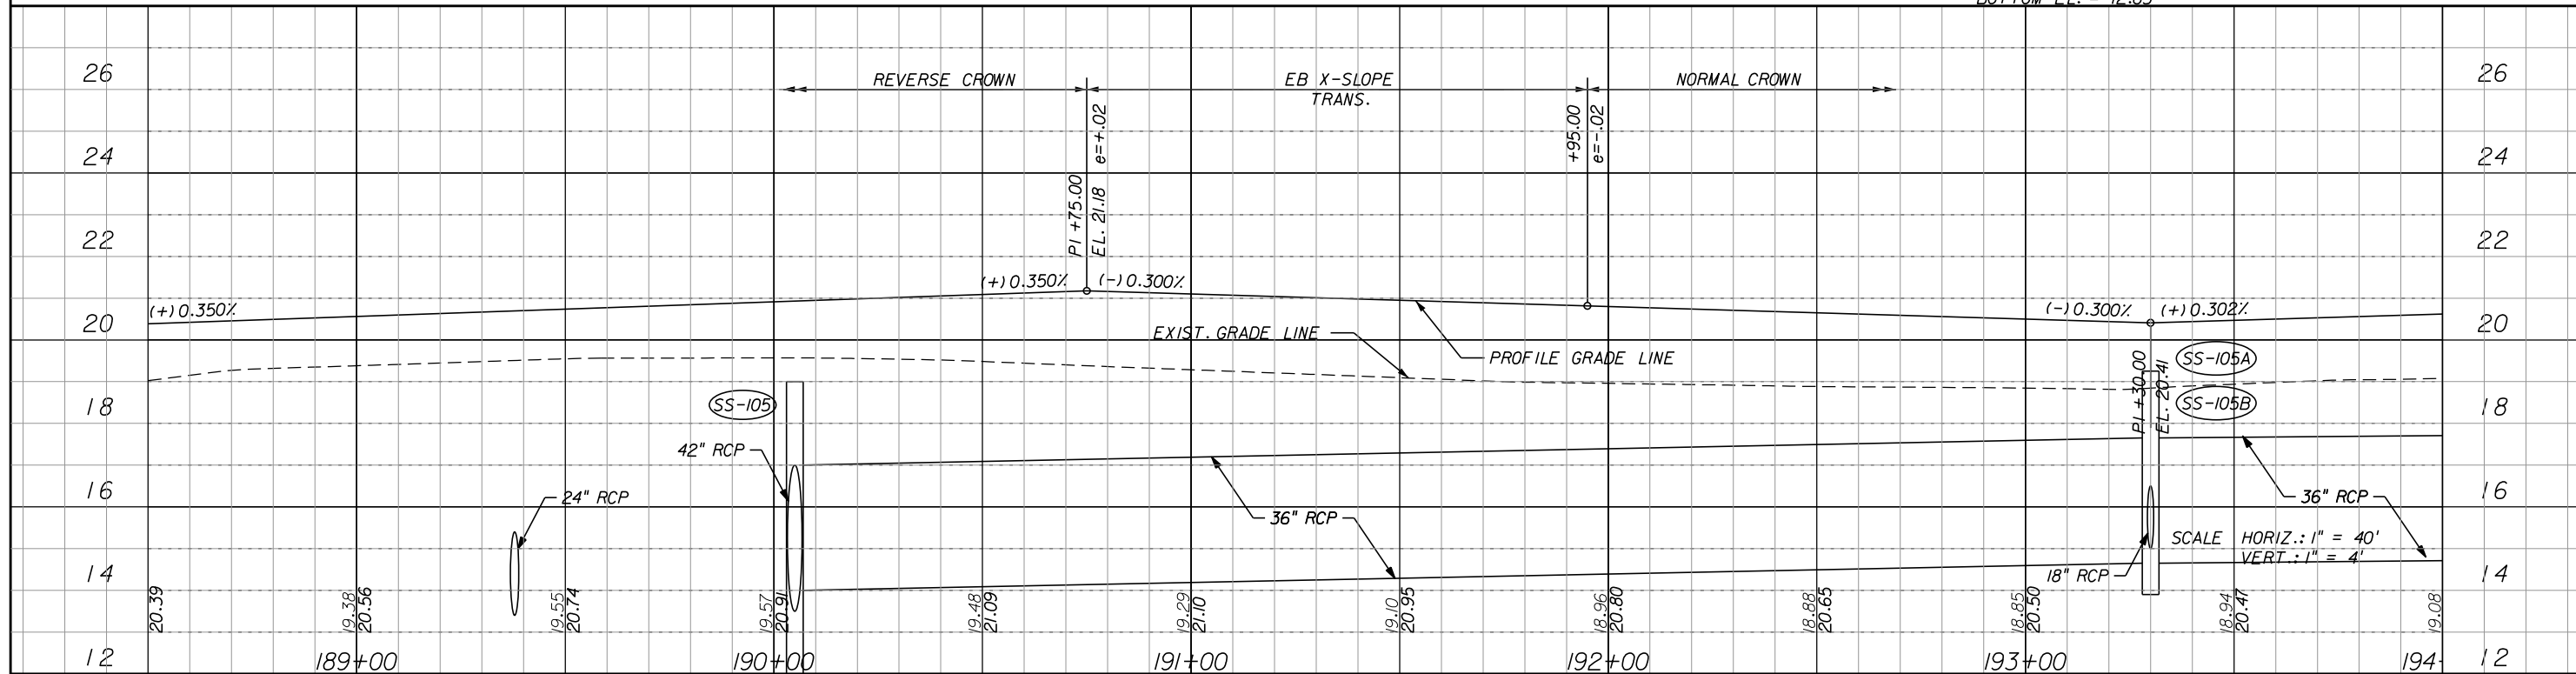 26
REVERSE CROWN
EB X-SLOPE
TRANS.
NORMAL CROWN
26
24
PI +75.00
EL. 21.18 e=+.02
+95.00
e=-.02
24
22
22
(+) 0.350%
(+) 0.350%
(-) 0.300%
(-) 0.300%
(+) 0.302%
20
EXIST. GRADE LINE
PROFILE GRADE LINE
20
P.I. +30.00
EL. 20.41
SS-105A
18
SS-105
SS-105B
18
42" RCP
16
24" RCP
36" RCP
36" RCP
16
SCALE HORIZ.: 1" = 40'
VERT.: 1" = 4'
14
18" RCP
14
20.39
19.38
20.56
19.55
20.74
19.57
20.91
19.48
21.09
19.29
21.10
19.10
20.95
18.96
20.80
18.88
20.65
18.85
20.50
18.94
20.47
19.08
12
189+00
190+00
191+00
192+00
193+00
194
12